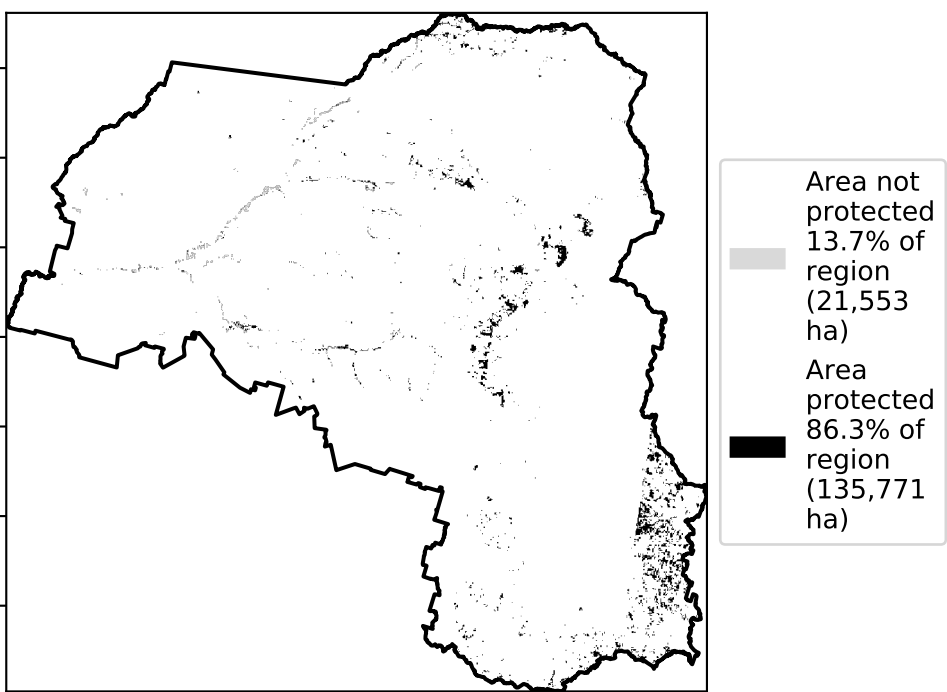 Area not
protected
13.7% of
region
(21,553
ha)
Area
protected
86.3% of
region
(135,771
ha)